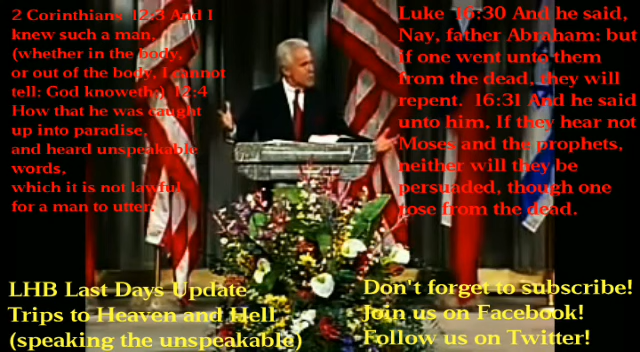 2 Corinthians 12:3 And I
knew such a man,
(whether in the body,
or out of the body, I cannot
tell: God knoweth;) 12:4
How that he was caught
up into paradise,
and heard unspeakable
words,
which it is not lawful
for a man to utter.
Luke 16:30 And he said,
Nay, father Abraham: but
if one went unto them
from the dead, they will
repent. 16:31 And he said
unto him, If they hear not
Moses and the prophets,
neither will they be
persuaded, though one
rose from the dead.
LHB Last Days Update
Trips to Heaven and Hell
(speaking the unspeakable)
Don't forget to subscribe!
Join us on Facebook!
Follow us on Twitter!